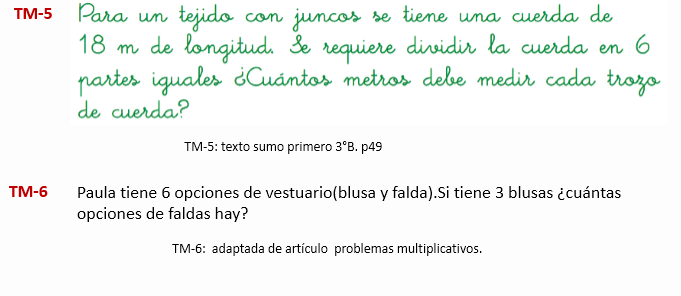 TM-5 Para un tejido con juncos se tiene una cuerda de
18 m de longitud. Se requiere dividir la cuerda en 6
partes iguales ¿Cuántos metros debe medir cada trozo
de cuerda?
TM-5: texto sumo primero 3°B. p49
TM-6 Paula tiene 6 opciones de vestuario(blusa y falda).Si tiene 3 blusas ¿cuántas
opciones de faldas hay?
TM-6: adaptada de artículo problemas multiplicativos.